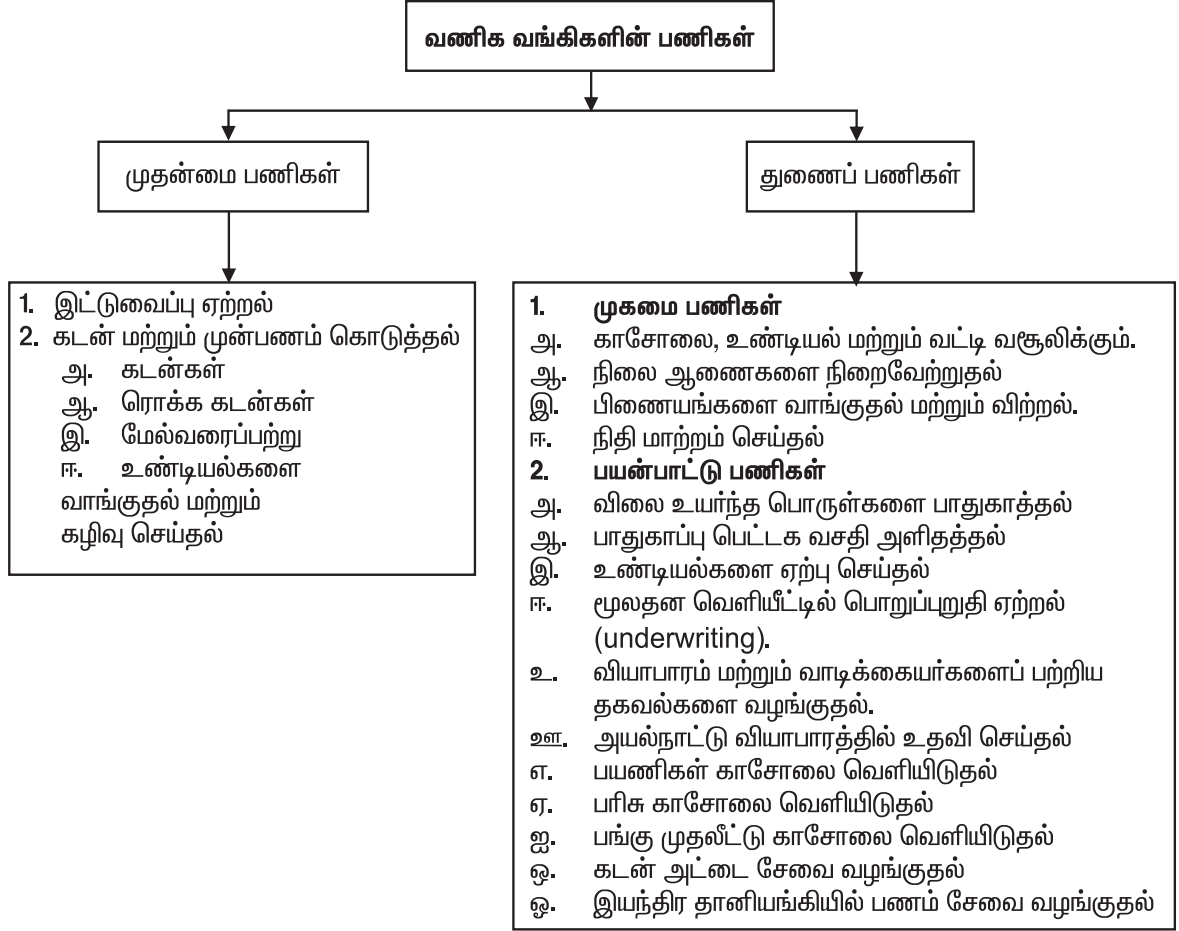 வணிக வங்கிகளின் பணிகள்
முதன்மை பணிகள்
துணைப் பணிகள்
1. இட்டுவைப்பு ஏற்றல்
2. கடன் மற்றும் முன்பணம் கொடுத்தல்
அ. கடன்கள்
ஆ. ரொக்க கடன்கள்
இ. மேல்வரைப்பற்று
ஈ. உண்டியல்களை
வாங்குதல் மற்றும்
கழிவு செய்தல்
1. முகமை பணிகள்
அ. காசோலை, உண்டியல் மற்றும் வட்டி வசூலிக்கும்.
ஆ. நிலை ஆணைகளை நிறைவேற்றுதல்
இ. பிணையங்களை வாங்குதல் மற்றும் விற்றல்.
ஈ. நிதி மாற்றம் செய்தல்
2. பயன்பாட்டு பணிகள்
அ. விலை உயர்ந்த பொருள்களை பாதுகாத்தல்
ஆ. பாதுகாப்பு பெட்டக வசதி அளிதத்தல்
இ. உண்டியல்களை ஏற்பு செய்தல்
ஈ. மூலதன வெளியீட்டில் பொறுப்புறுதி ஏற்றல்
(underwriting).
உ. வியாபாரம் மற்றும் வாடிக்கையர்களைப் பற்றிய
தகவல்களை வழங்குதல்.
ஊ. அயல்நாட்டு வியாபாரத்தில் உதவி செய்தல்
எ. பயணிகள் காசோலை வெளியிடுதல்
ஏ. பரிசு காசோலை வெளியிடுதல்
ஐ. பங்கு முதலீட்டு காசோலை வெளியிடுதல்
ஒ. கடன் அட்டை சேவை வழங்குதல்
ஓ. இயந்திர தானியங்கியில் பணம் சேவை வழங்குதல்